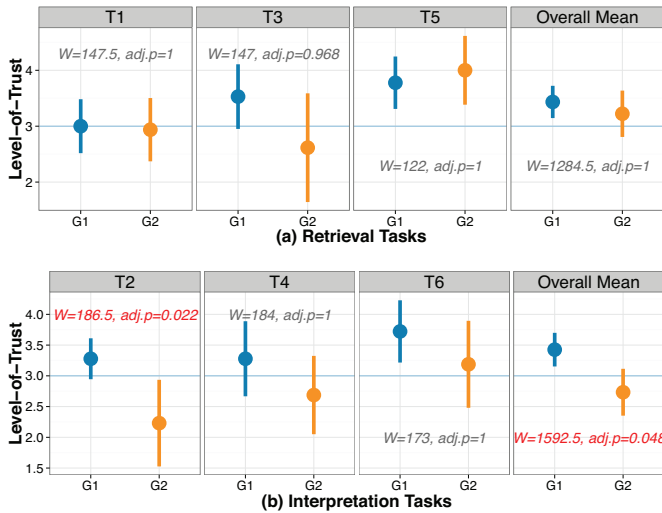 T1 T3 T5 Overall Mean
W=147.5, adj.p=1 W=147, adj.p=0.968
W=122, adj.p=1 W=1284.5, adj.p=1
Level-of-Trust
4
3
2
G1 G2 G1 G2 G1 G2 G1 G2
(a) Retrieval Tasks
T2 T4 T6 Overall Mean
W=186.5, adj.p=0.022 W=184, adj.p=1
W=173, adj.p=1 W=1592.5, adj.p=0.048
Level-of-Trust
4.0
3.5
3.0
2.5
2.0
1.5
G1 G2 G1 G2 G1 G2 G1 G2
(b) Interpretation Tasks